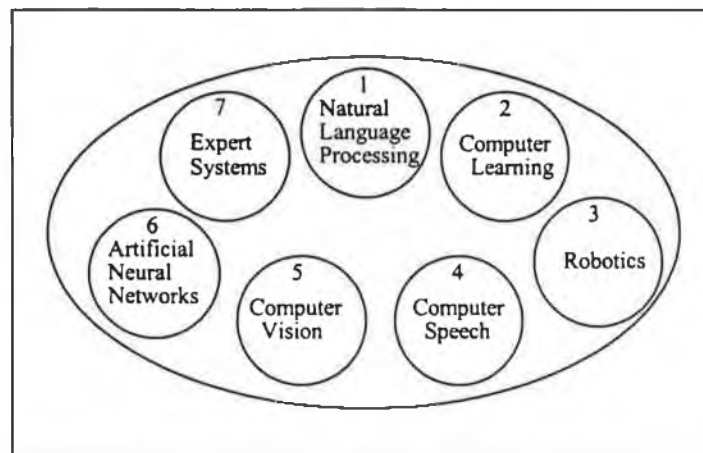 1
Natural
Language
Processing
2
Computer
Learning
3
Robotics
4
Computer
Speech
5
Computer
Vision
6
Artificial
Neural
Networks
7
Expert
Systems